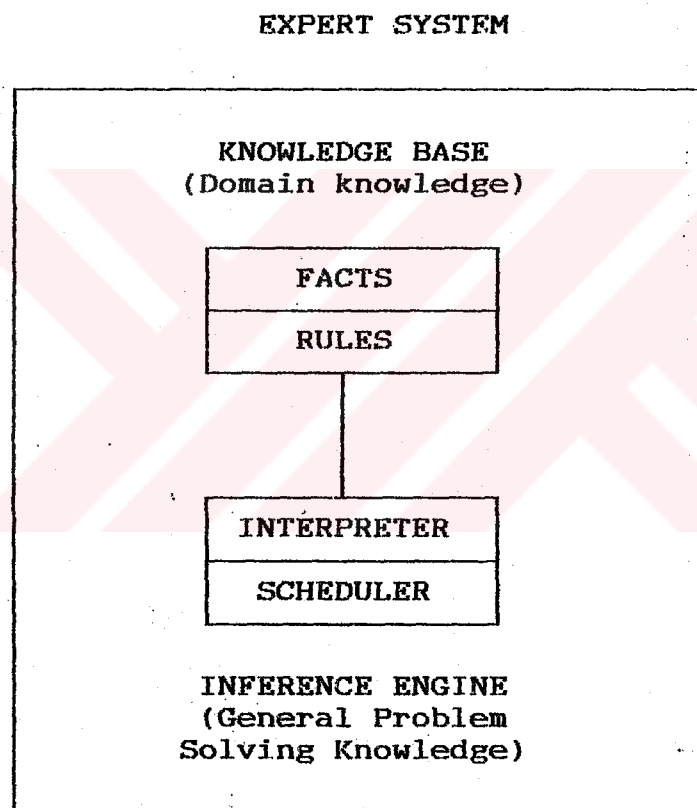 EXPERT SYSTEM
KNOWLEDGE BASE
(Domain knowledge)
FACTS
RULES
INTERPRETER
SCHEDULER
INFERENCE ENGINE
(General Problem
Solving Knowledge)